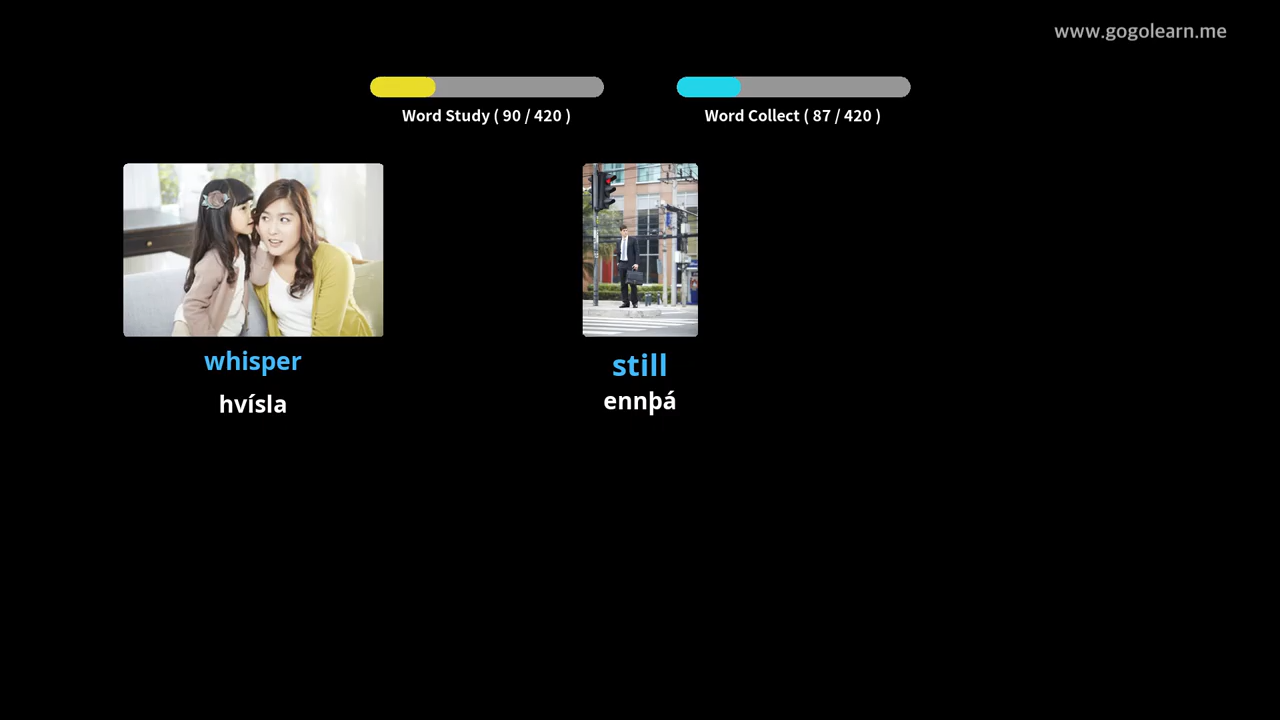 www.gogolearn.me
Word Study ( 90 / 420 )
Word Collect ( 87 / 420 )
whisper
hvísla
still
ennþá